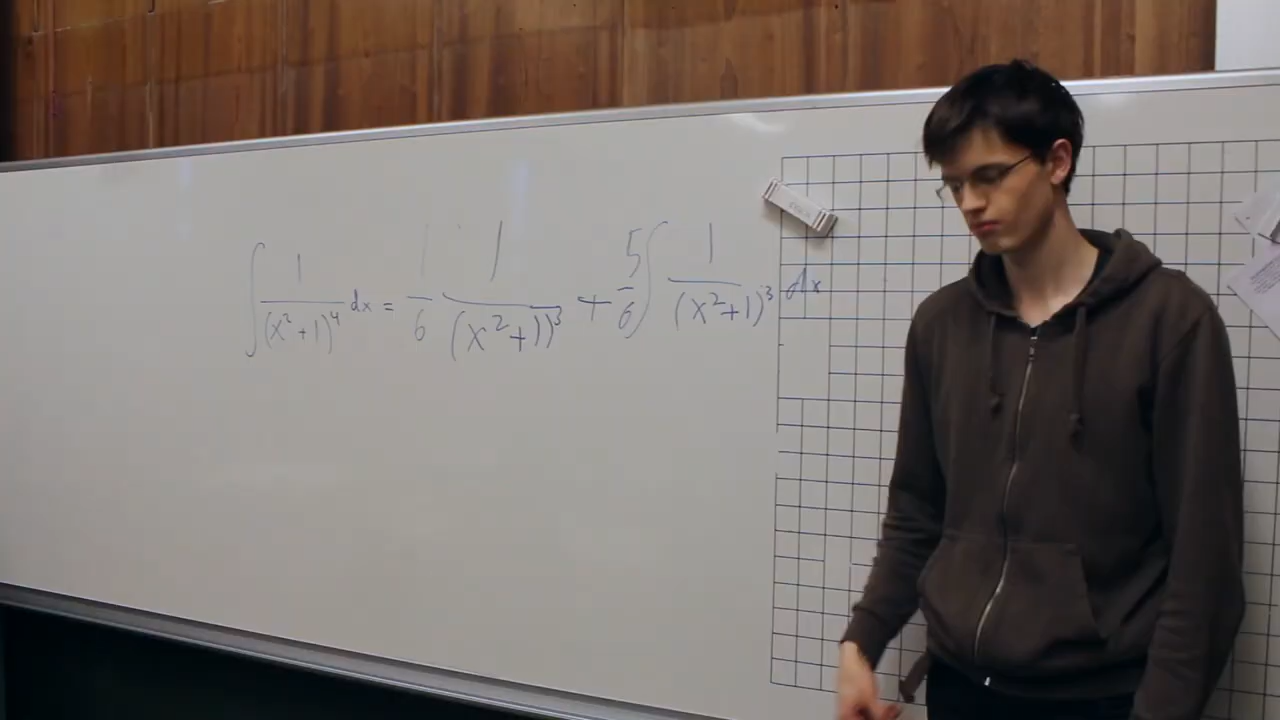 ∫ 1/(x²+1)⁴ dx = 1/6 · 1/(x²+1)³ + 5/6 ∫ 1/(x²+1)³ dx